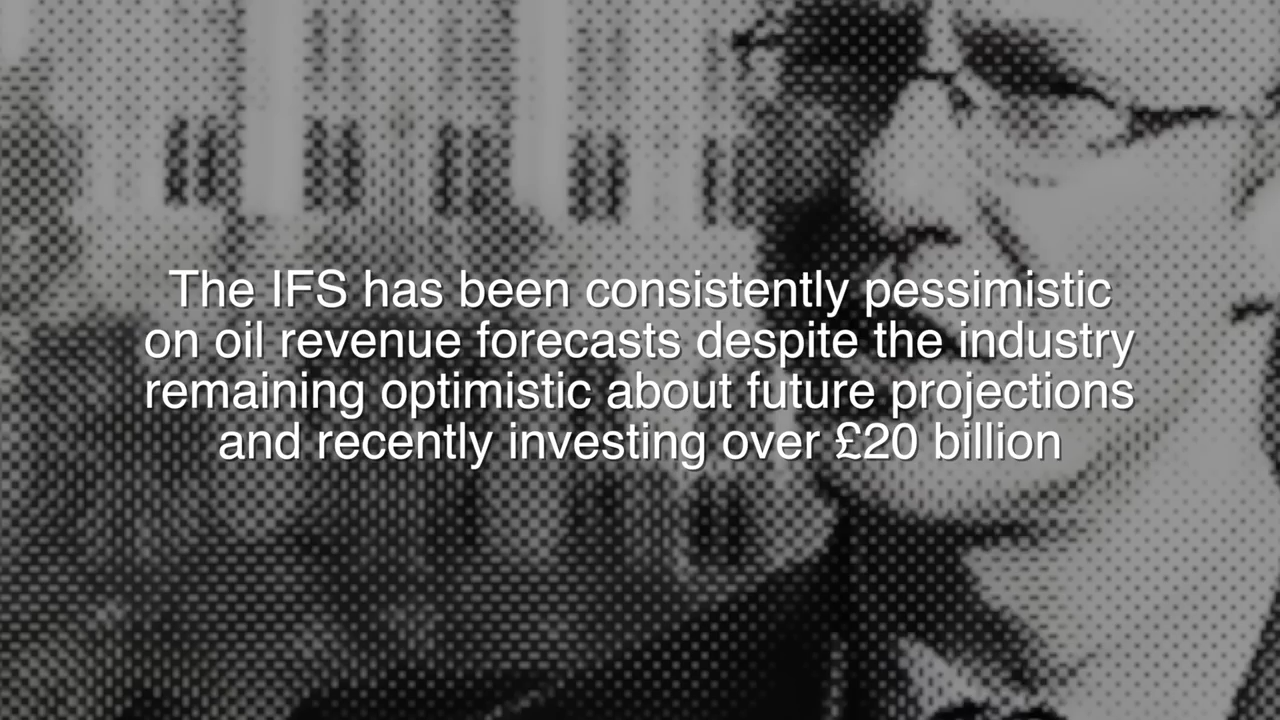 The IFS has been consistently pessimistic
on oil revenue forecasts despite the industry
remaining optimistic about future projections
and recently investing over £20 billion